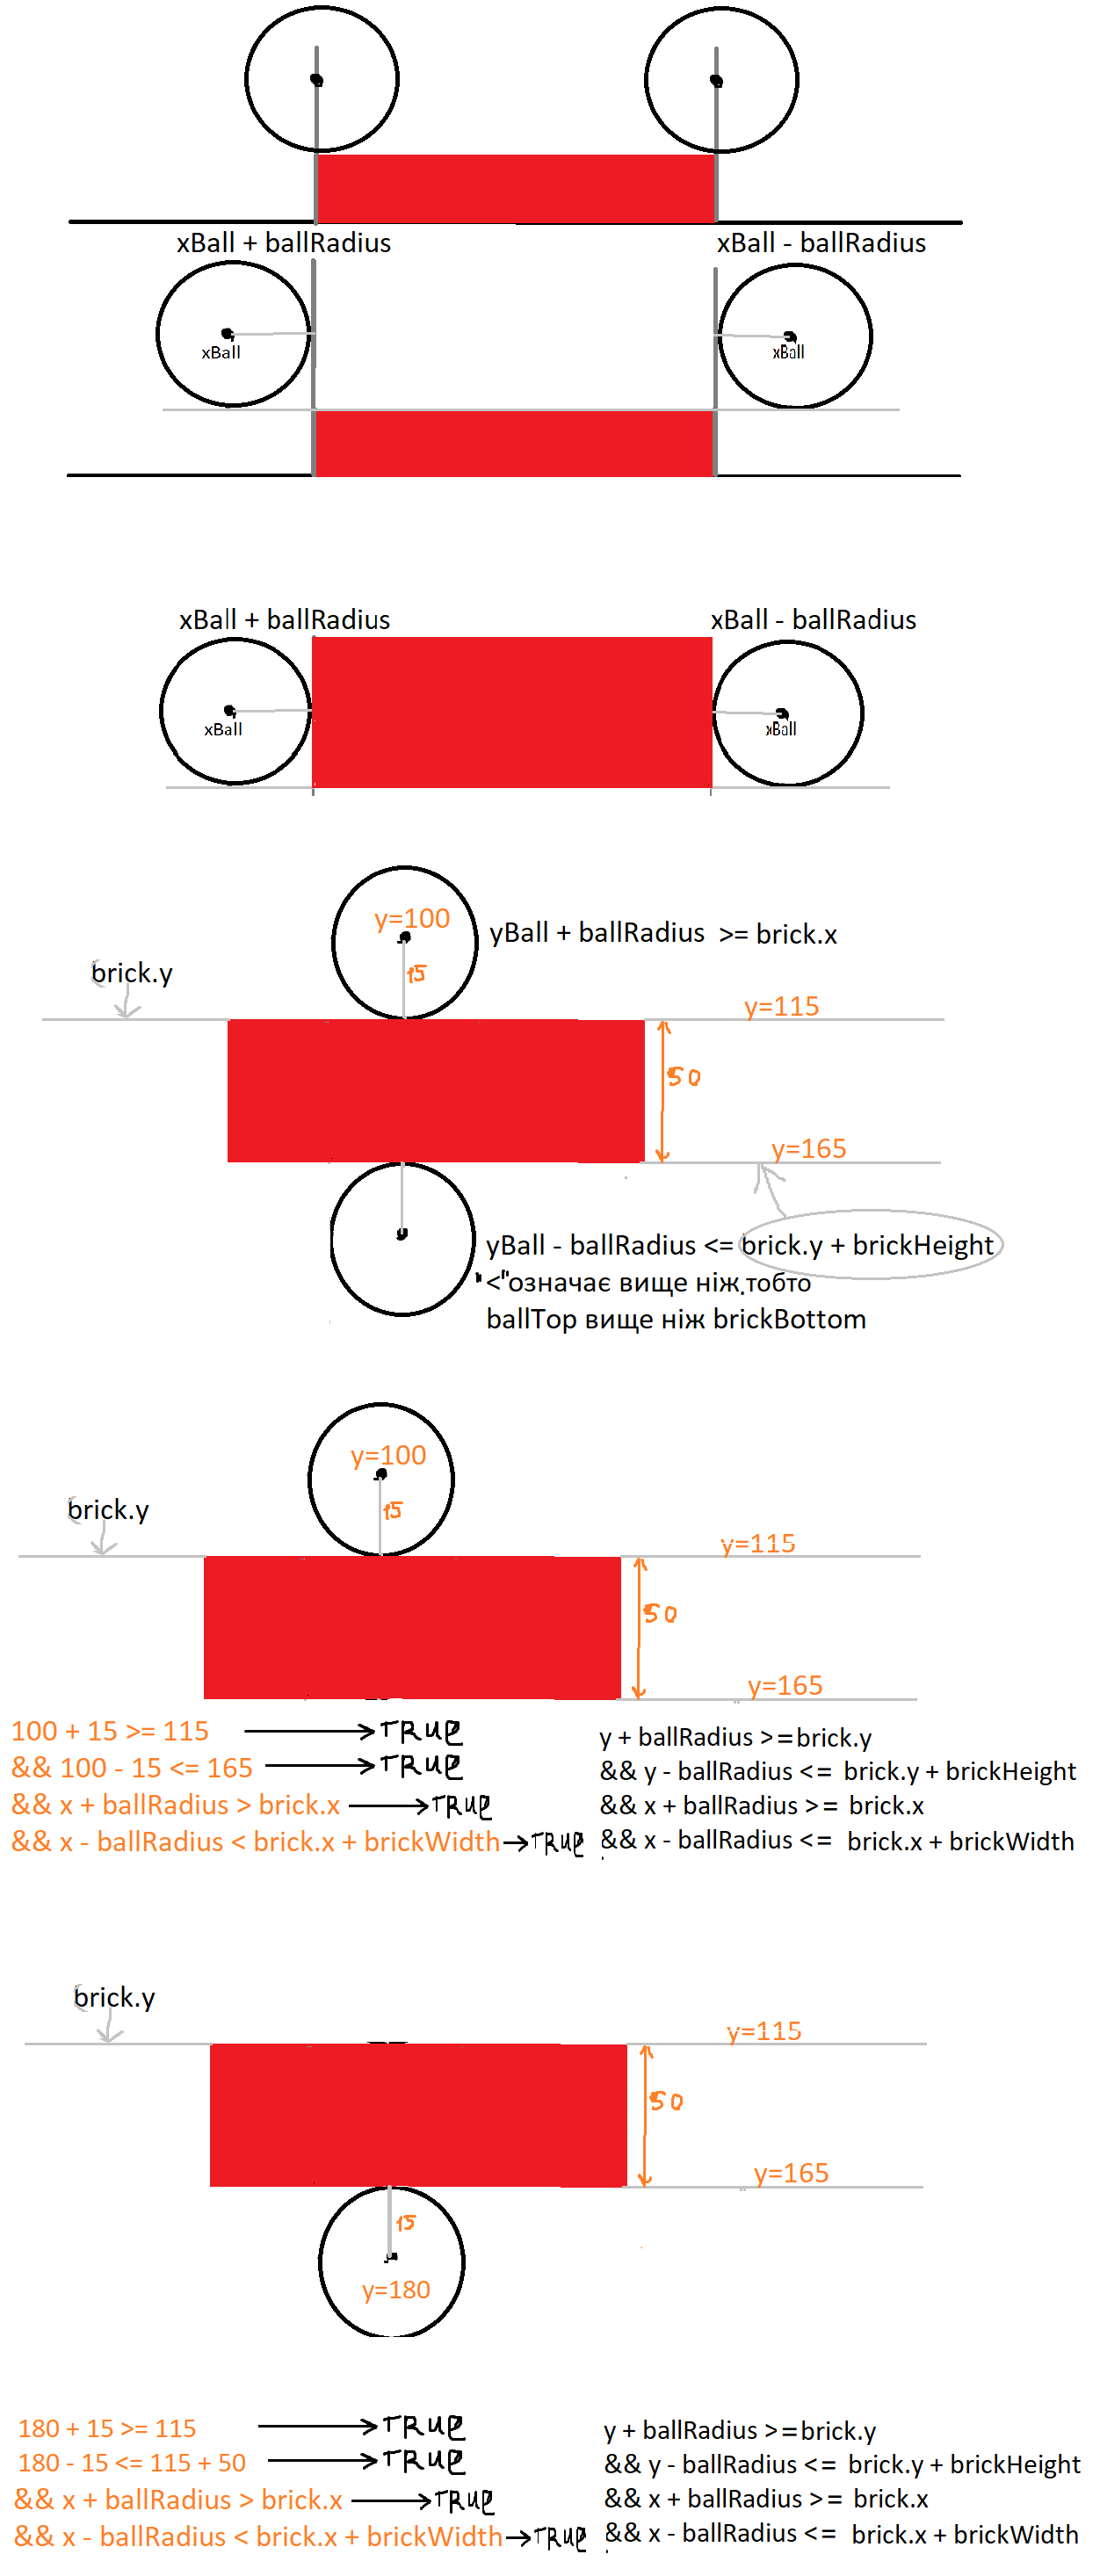 xBall + ballRadius xBall - ballRadius
xBall xBall
xBall + ballRadius xBall - ballRadius
xBall xBall
y=100
yBall + ballRadius >= brick.x
15
brick.y
y=115
50
y=165
yBall - ballRadius <= brick.y + brickHeight
"<"означає вище ніж,тобто
ballTop вище ніж brickBottom
y=100
15
brick.y
y=115
50
y=165
100 + 15 >= 115 TRUE
&& 100 - 15 <= 165 TRUE
&& x + ballRadius > brick.x TRUE
&& x - ballRadius < brick.x + brickWidth TRUE
y + ballRadius >=brick.y
&& y - ballRadius <= brick.y + brickHeight
&& x + ballRadius >= brick.x
&& x - ballRadius <= brick.x + brickWidth
brick.y
y=115
50
y=165
15
y=180
180 + 15 >= 115 TRUE
180 - 15 <= 115 + 50 TRUE
&& x + ballRadius > brick.x TRUE
&& x - ballRadius < brick.x + brickWidth TRUE
y + ballRadius >=brick.y
&& y - ballRadius <= brick.y + brickHeight
&& x + ballRadius >= brick.x
&& x - ballRadius <= brick.x + brickWidth